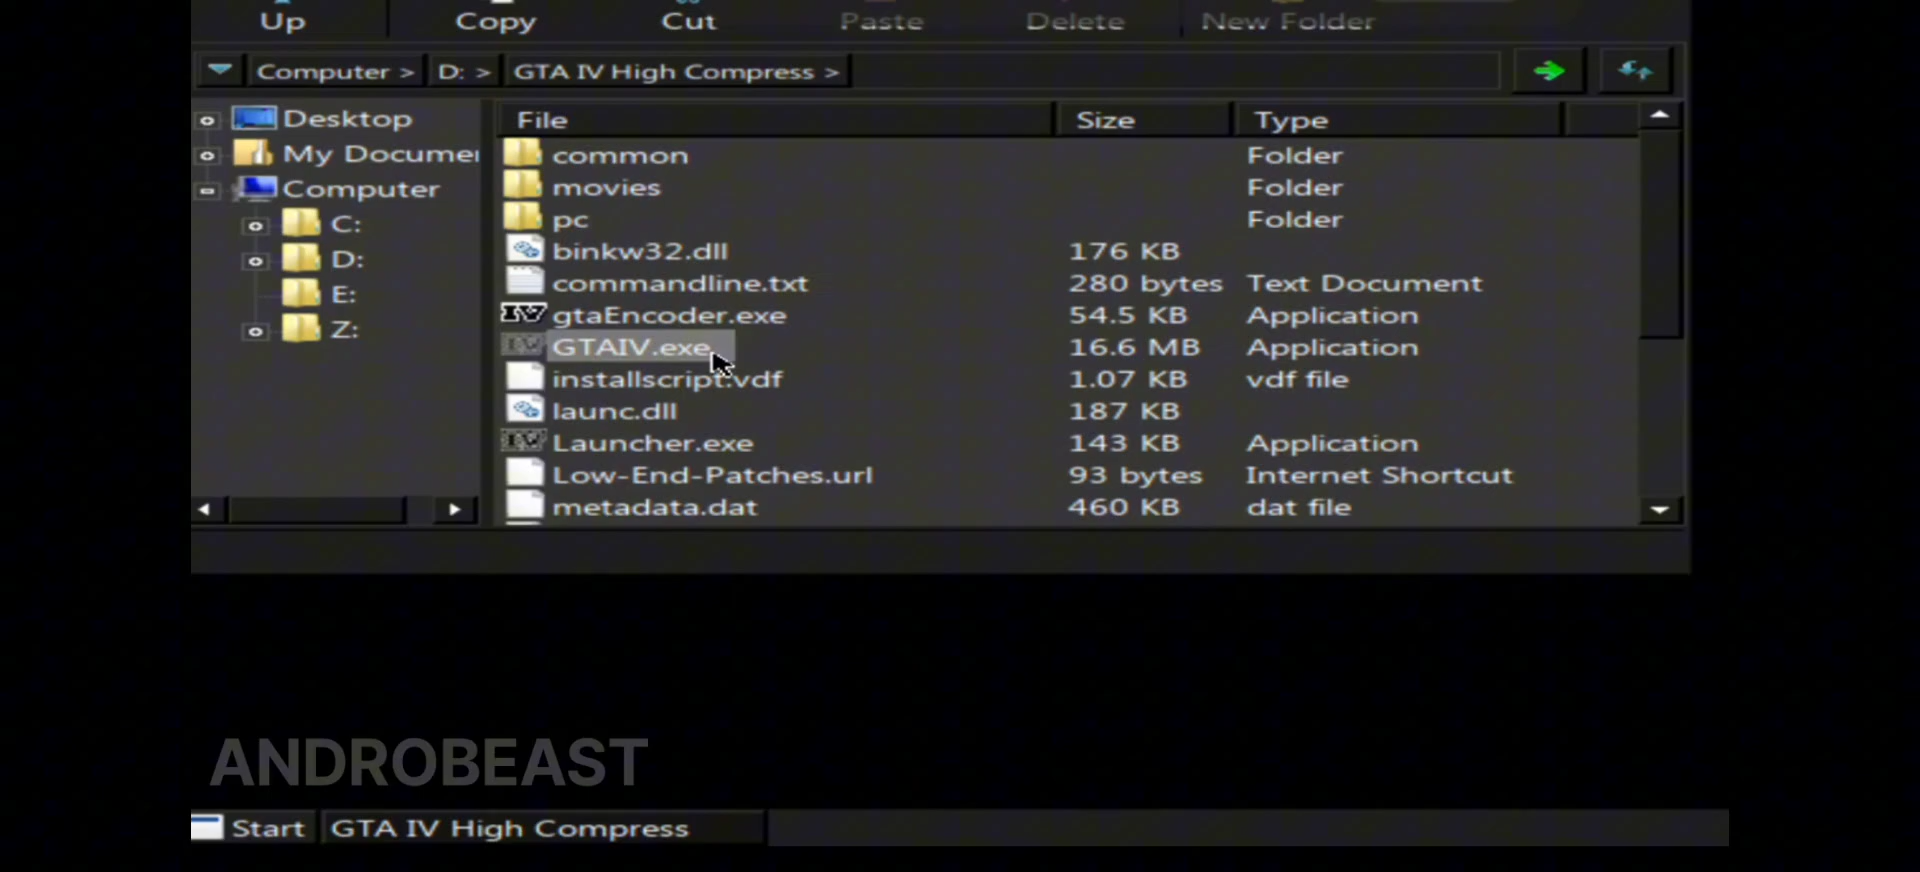 Up Copy Cut Paste Delete New Folder
Computer > D: > GTA IV High Compress >
Desktop
My Documen
Computer
C:
D:
E:
Z:
File Size Type
common Folder
movies Folder
pc Folder
binkw32.dll 176 KB
commandline.txt 280 bytes Text Document
gtaEncoder.exe 54.5 KB Application
GTAIV.exe 16.6 MB Application
installscript.vdf 1.07 KB vdf file
launc.dll 187 KB
Launcher.exe 143 KB Application
Low-End-Patches.url 93 bytes Internet Shortcut
metadata.dat 460 KB dat file
ANDROBEAST
Start GTA IV High Compress